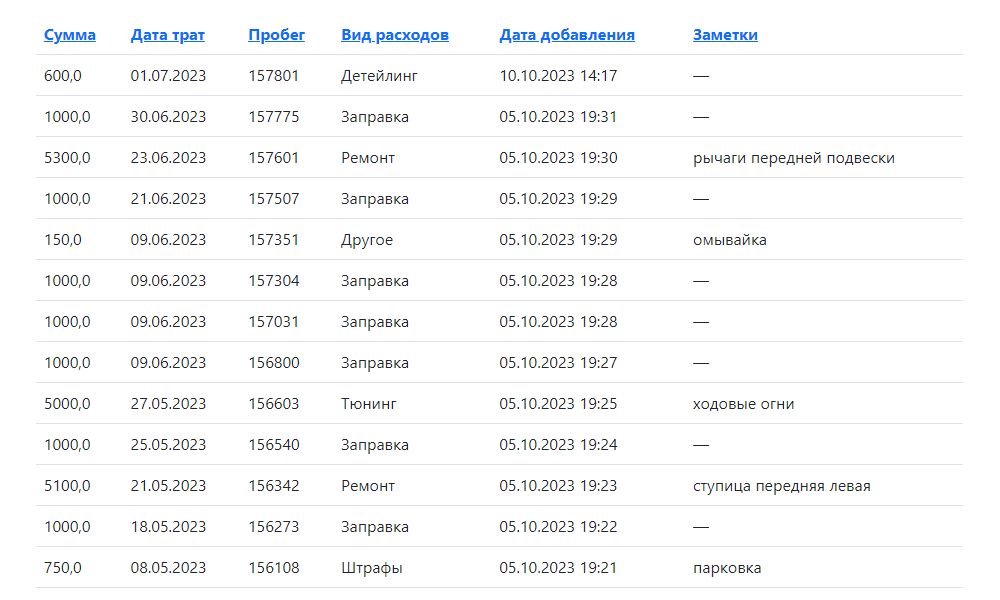 Сумма Дата трат Пробег Вид расходов Дата добавления Заметки
600,0 01.07.2023 157801 Детейлинг 10.10.2023 14:17 —
1000,0 30.06.2023 157775 Заправка 05.10.2023 19:31 —
5300,0 23.06.2023 157601 Ремонт 05.10.2023 19:30 рычаги передней подвески
1000,0 21.06.2023 157507 Заправка 05.10.2023 19:29 —
150,0 09.06.2023 157351 Другое 05.10.2023 19:29 омывайка
1000,0 09.06.2023 157304 Заправка 05.10.2023 19:28 —
1000,0 09.06.2023 157031 Заправка 05.10.2023 19:28 —
1000,0 09.06.2023 156800 Заправка 05.10.2023 19:27 —
5000,0 27.05.2023 156603 Тюнинг 05.10.2023 19:25 ходовые огни
1000,0 25.05.2023 156540 Заправка 05.10.2023 19:24 —
5100,0 21.05.2023 156342 Ремонт 05.10.2023 19:23 ступица передняя левая
1000,0 18.05.2023 156273 Заправка 05.10.2023 19:22 —
750,0 08.05.2023 156108 Штрафы 05.10.2023 19:21 парковка